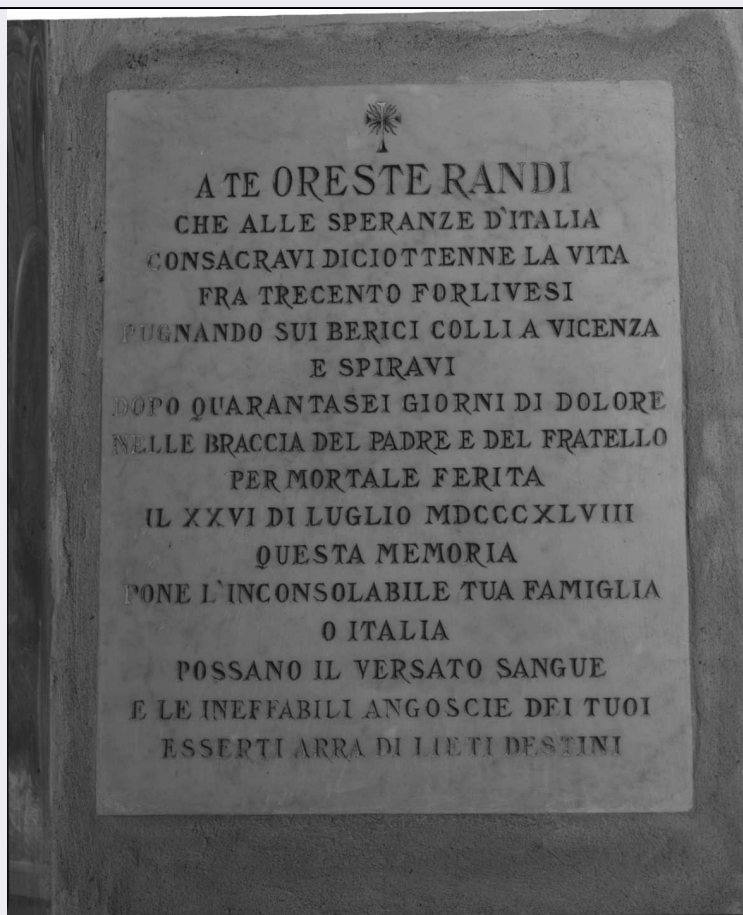 A TE ORESTE RANDI
CHE ALLE SPERANZE D'ITALIA
CONSACRAVI DICIOTTENNE LA VITA
FRA TRECENTO FORLIVESI
PUGNANDO SUI BERICI COLLI A VICENZA
E SPIRAVI
DOPO QUARANTASEI GIORNI DI DOLORE
NELLE BRACCIA DEL PADRE E DEL FRATELLO
PER MORTALE FERITA
IL XXVI DI LUGLIO MDCCCXLVIII
QUESTA MEMORIA
PONE L'INCONSOLABILE TUA FAMIGLIA
O ITALIA
POSSANO IL VERSATO SANGUE
E LE INEFFABILI ANGOSCIE DEI TUOI
ESSERTI ARRA DI LIETI DESTINI